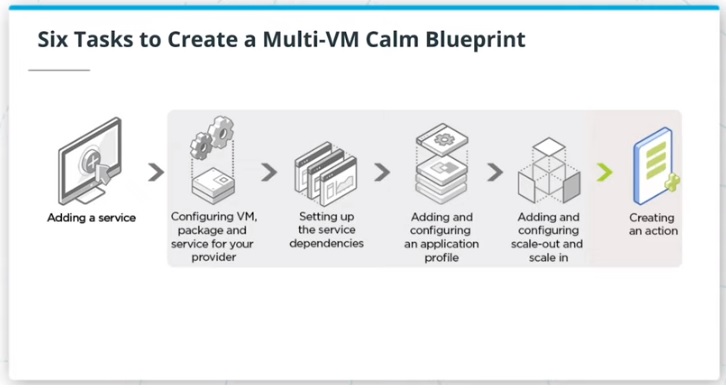 Six Tasks to Create a Multi-VM Calm Blueprint
Adding a service
Configuring VM,
package and
service for your
provider
Setting up
the service
dependencies
Adding and
configuring
an application
profile
Adding and
configuring
scale-out and
scale in
Creating
an action